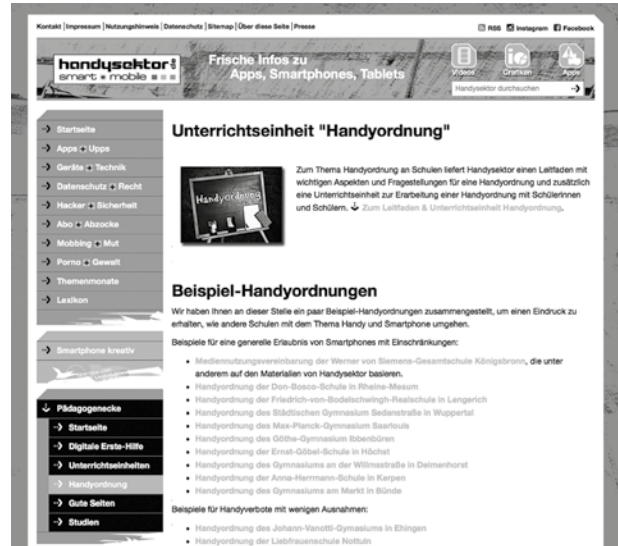 Kontakt | Impressum | Nutzungshinweis | Datenschutz | Sitemap | Über diese Seite | Presse
RSS Instagram Facebook
handysektor.de
smart + mobile
Frische Infos zu
Apps, Smartphones, Tablets
Videos Grafiken Apps
Handysektor durchsuchen
Startseite
Apps + Upps
Geräte + Technik
Datenschutz + Recht
Hacker + Sicherheit
Abo + Abzocke
Mobbing + Mut
Porno + Gewalt
Themenmonate
Lexikon
Smartphone kreativ
Pädagogenecke
Startseite
Digitale Erste-Hilfe
Unterrichtseinheiten
Handyordnung
Gute Seiten
Studien
Unterrichtseinheit "Handyordnung"
Handyordnung
Zum Thema Handyordnung an Schulen liefert Handysektor einen Leitfaden mit
wichtigen Aspekten und Fragestellungen für eine Handyordnung und zusätzlich
eine Unterrichtseinheit zur Erarbeitung einer Handyordnung mit Schülerinnen
und Schülern. Zum Leitfaden & Unterrichtseinheit Handyordnung.
Beispiel-Handyordnungen
Wir haben Ihnen an dieser Stelle ein paar Beispiel-Handyordnungen zusammengestellt, um einen Eindruck zu
erhalten, wie andere Schulen mit dem Thema Handy und Smartphone umgehen.
Beispiele für eine generelle Erlaubnis von Smartphones mit Einschränkungen:
Mediennutzungsvereinbarung der Werner von Siemens-Gesamtschule Königsbronn, die unter
anderem auf den Materialien von Handysektor basieren.
Handyordnung der Don-Bosco-Schule in Rheine-Mesum
Handyordnung der Friedrich-von-Bodelschwingh-Realschule in Lengerich
Handyordnung des Städtischen Gymnasium Sedanstraße in Wuppertal
Handyordnung des Max-Planck-Gymnasium Saarlouis
Handyordnung des Göthe-Gymnasium Ibbenbüren
Handyordnung der Ernst-Göbel-Schule in Höchst
Handyordnung des Gymnasiums an der Willmsstraße in Delmenhorst
Handyordnung der Anna-Herrmann-Schule in Kerpen
Handyordnung des Gymnasiums am Markt in Bünde
Beispiele für Handyverbote mit wenigen Ausnahmen:
Handyordnung des Johann-Vanotti-Gymasiums in Ehingen
Handyordnung der Liebfrauenschule Nottuln